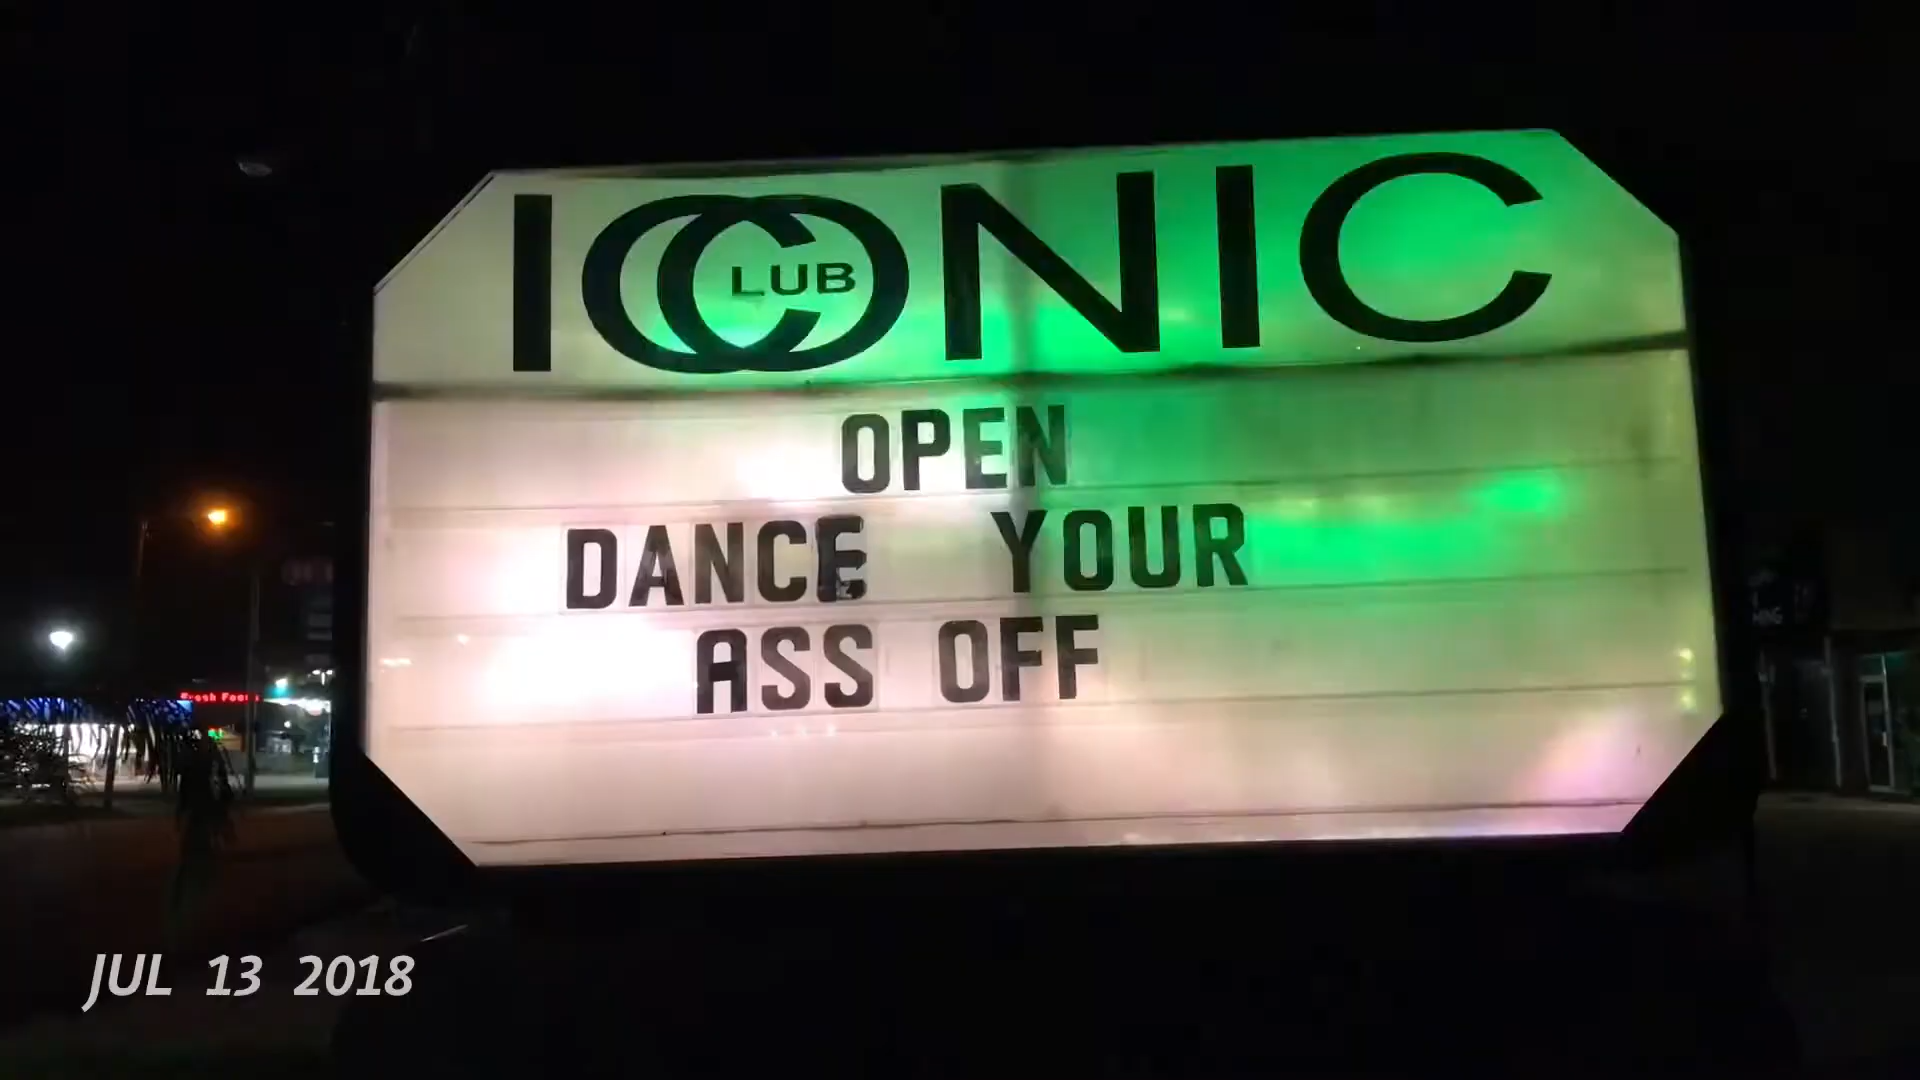 ICONIC
CLUB
OPEN
DANCE YOUR
ASS OFF
JUL 13 2018